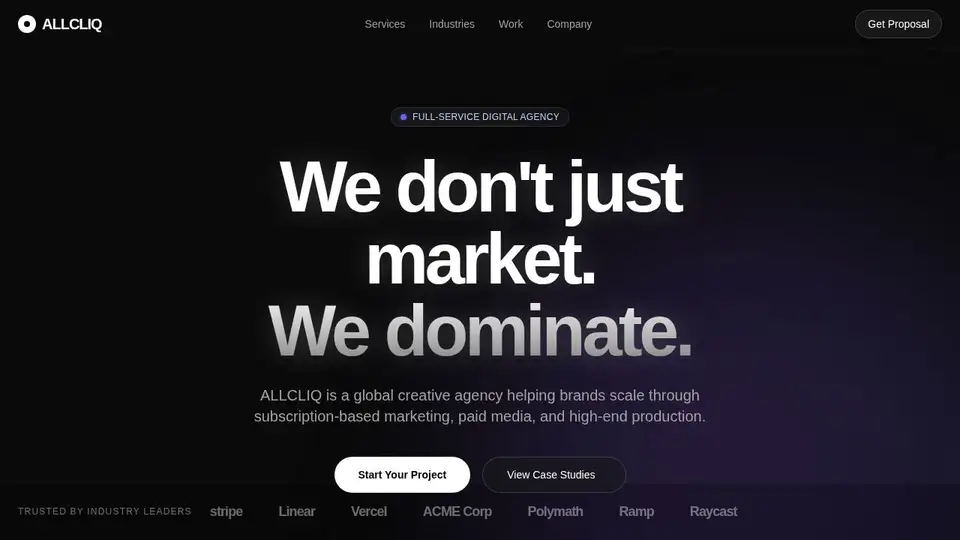 ALLCLIQ
Services Industries Work Company
Get Proposal
FULL-SERVICE DIGITAL AGENCY
We don't just
market.
We dominate.
ALLCLIQ is a global creative agency helping brands scale through
subscription-based marketing, paid media, and high-end production.
Start Your Project View Case Studies
TRUSTED BY INDUSTRY LEADERS stripe Linear Vercel ACME Corp Polymath Ramp Raycast